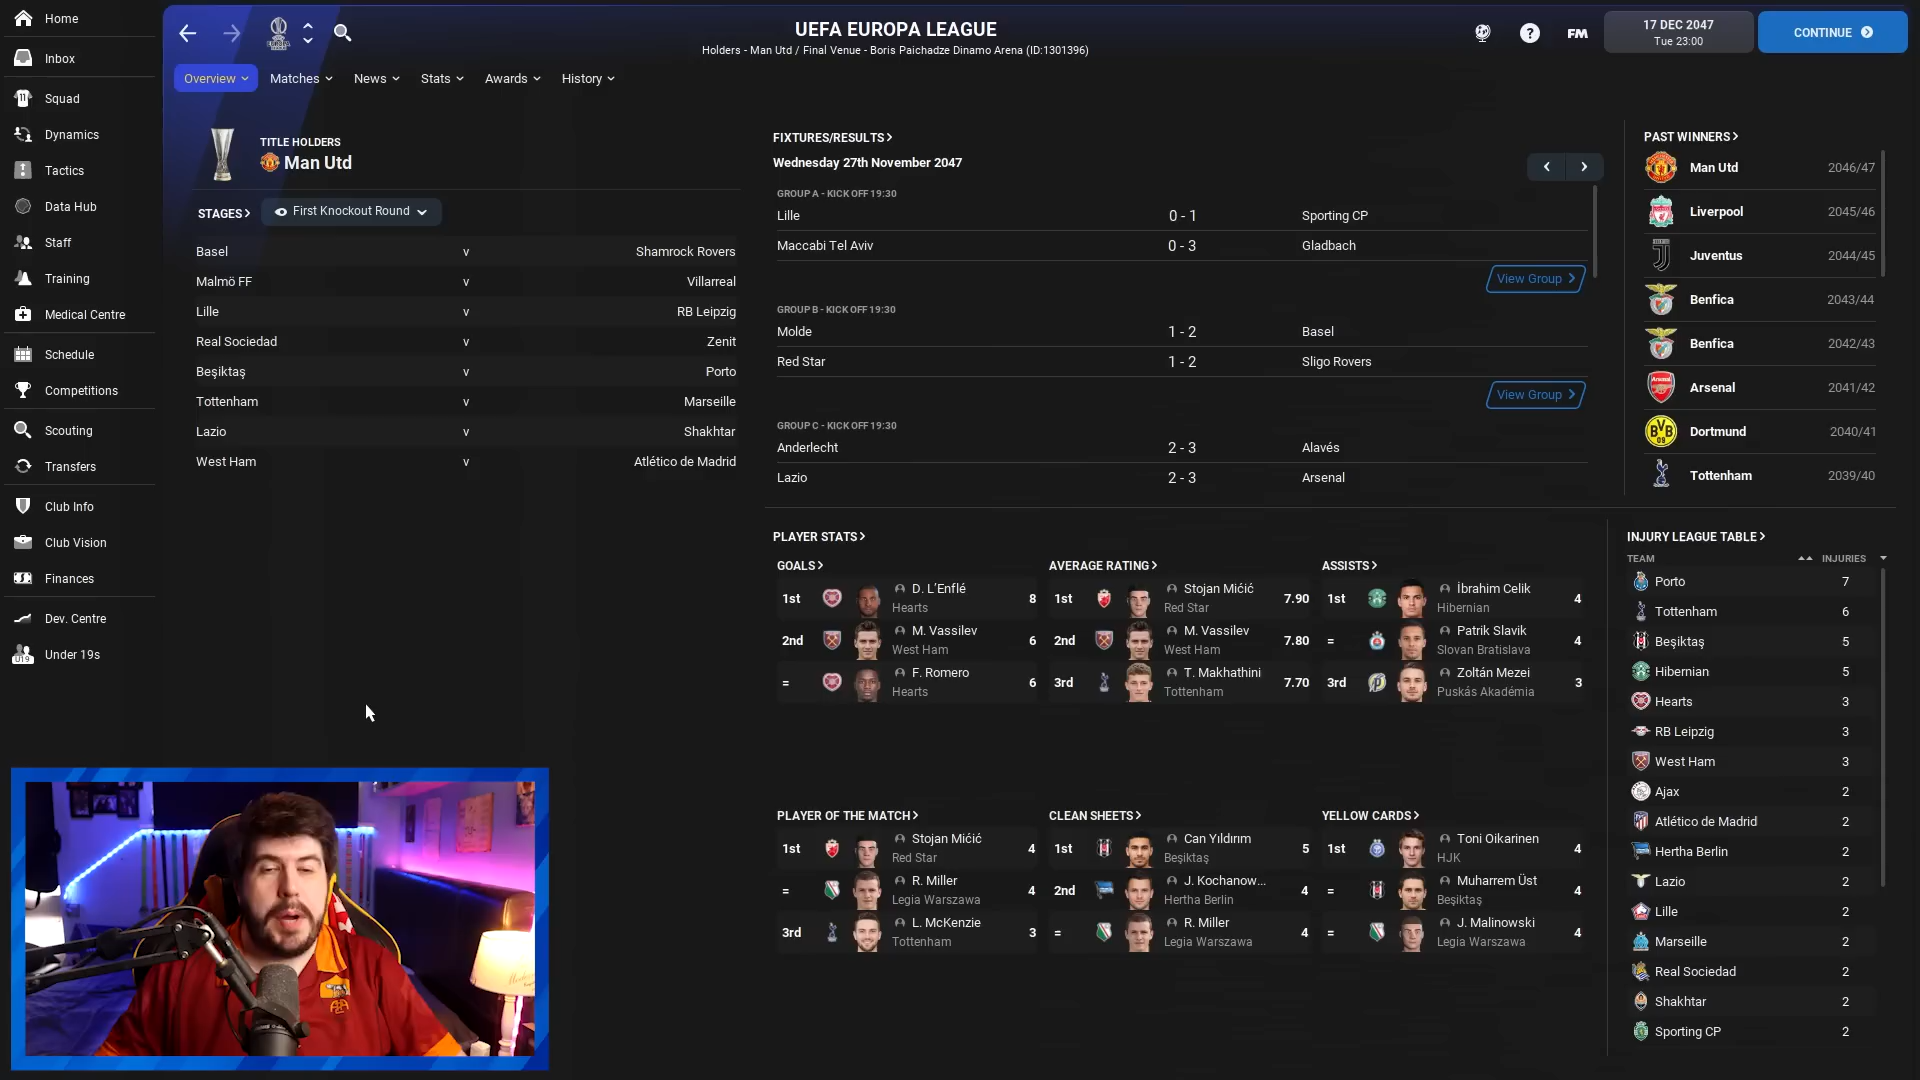 Home
Inbox
Squad
Dynamics
Tactics
Data Hub
Staff
Training
Medical Centre
Schedule
Competitions
Scouting
Transfers
Club Info
Club Vision
Finances
Dev. Centre
Under 19s
UEFA EUROPA LEAGUE
Holders - Man Utd / Final Venue - Boris Paichadze Dinamo Arena (ID:1301396)
FM
17 DEC 2047
Tue 23:00
CONTINUE
Overview
Matches
News
Stats
Awards
History
TITLE HOLDERS
Man Utd
STAGES
First Knockout Round
Basel v Shamrock Rovers
Malmö FF v Villarreal
Lille v RB Leipzig
Real Sociedad v Zenit
Beşiktaş v Porto
Tottenham v Marseille
Lazio v Shakhtar
West Ham v Atlético de Madrid
FIXTURES/RESULTS
Wednesday 27th November 2047
GROUP A - KICK OFF 19:30
Lille 0 - 1 Sporting CP
Maccabi Tel Aviv 0 - 3 Gladbach
View Group
GROUP B - KICK OFF 19:30
Molde 1 - 2 Basel
Red Star 1 - 2 Sligo Rovers
View Group
GROUP C - KICK OFF 19:30
Anderlecht 2 - 3 Alavés
Lazio 2 - 3 Arsenal
PAST WINNERS
Man Utd 2046/47
Liverpool 2045/46
Juventus 2044/45
Benfica 2043/44
Benfica 2042/43
Arsenal 2041/42
Dortmund 2040/41
Tottenham 2039/40
PLAYER STATS
GOALS
1st D. L'Enflé 8
Hearts
2nd M. Vassilev 6
West Ham
= F. Romero 6
Hearts
AVERAGE RATING
1st Stojan Mićić 7.90
Red Star
2nd M. Vassilev 7.80
West Ham
3rd T. Makhathini 7.70
Tottenham
ASSISTS
1st İbrahim Celik 4
Hibernian
= Patrik Slavik 4
Slovan Bratislava
3rd Zoltán Mezei 3
Puskás Akadémia
PLAYER OF THE MATCH
1st Stojan Mićić 4
Red Star
= R. Miller 4
Legia Warszawa
3rd L. McKenzie 3
Tottenham
CLEAN SHEETS
1st Can Yıldırım 5
Beşiktaş
2nd J. Kochanow... 4
Hertha Berlin
= R. Miller 4
Legia Warszawa
YELLOW CARDS
1st Toni Oikarinen 4
HJK
= Muharrem Üst 4
Beşiktaş
= J. Malinowski 4
Legia Warszawa
INJURY LEAGUE TABLE
TEAM INJURIES
Porto 7
Tottenham 6
Beşiktaş 5
Hibernian 5
Hearts 3
RB Leipzig 3
West Ham 3
Ajax 2
Atlético de Madrid 2
Hertha Berlin 2
Lazio 2
Lille 2
Marseille 2
Real Sociedad 2
Shakhtar 2
Sporting CP 2